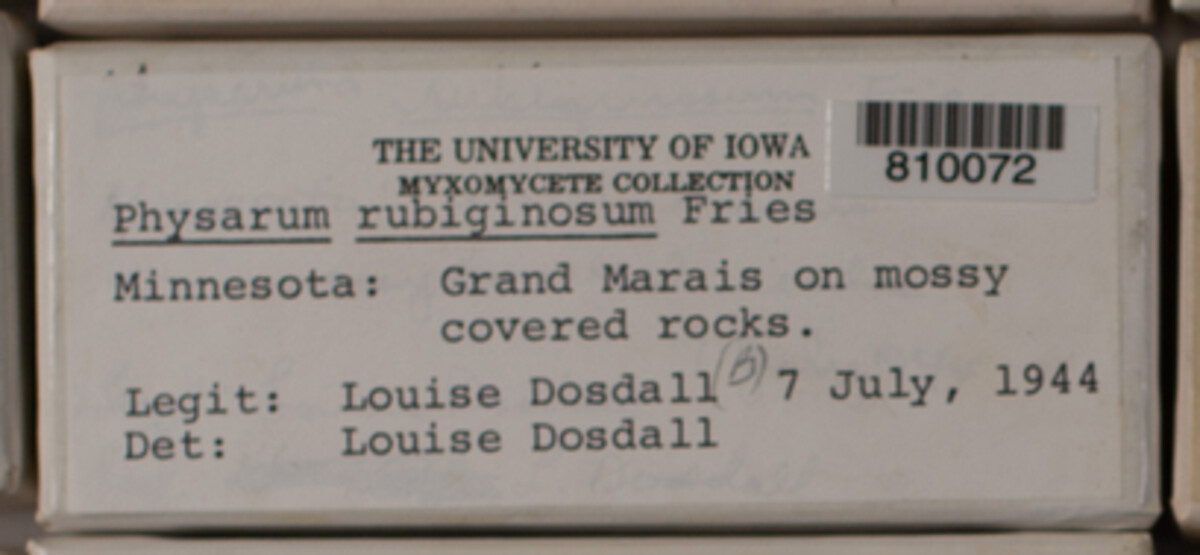 THE UNIVERSITY OF IOWA
MYXOMYCETE COLLECTION
810072
Physarum rubiginosum Fries
Minnesota: Grand Marais on mossy
covered rocks.
Legit: Louise Dosdall 7 July, 1944
Det: Louise Dosdall